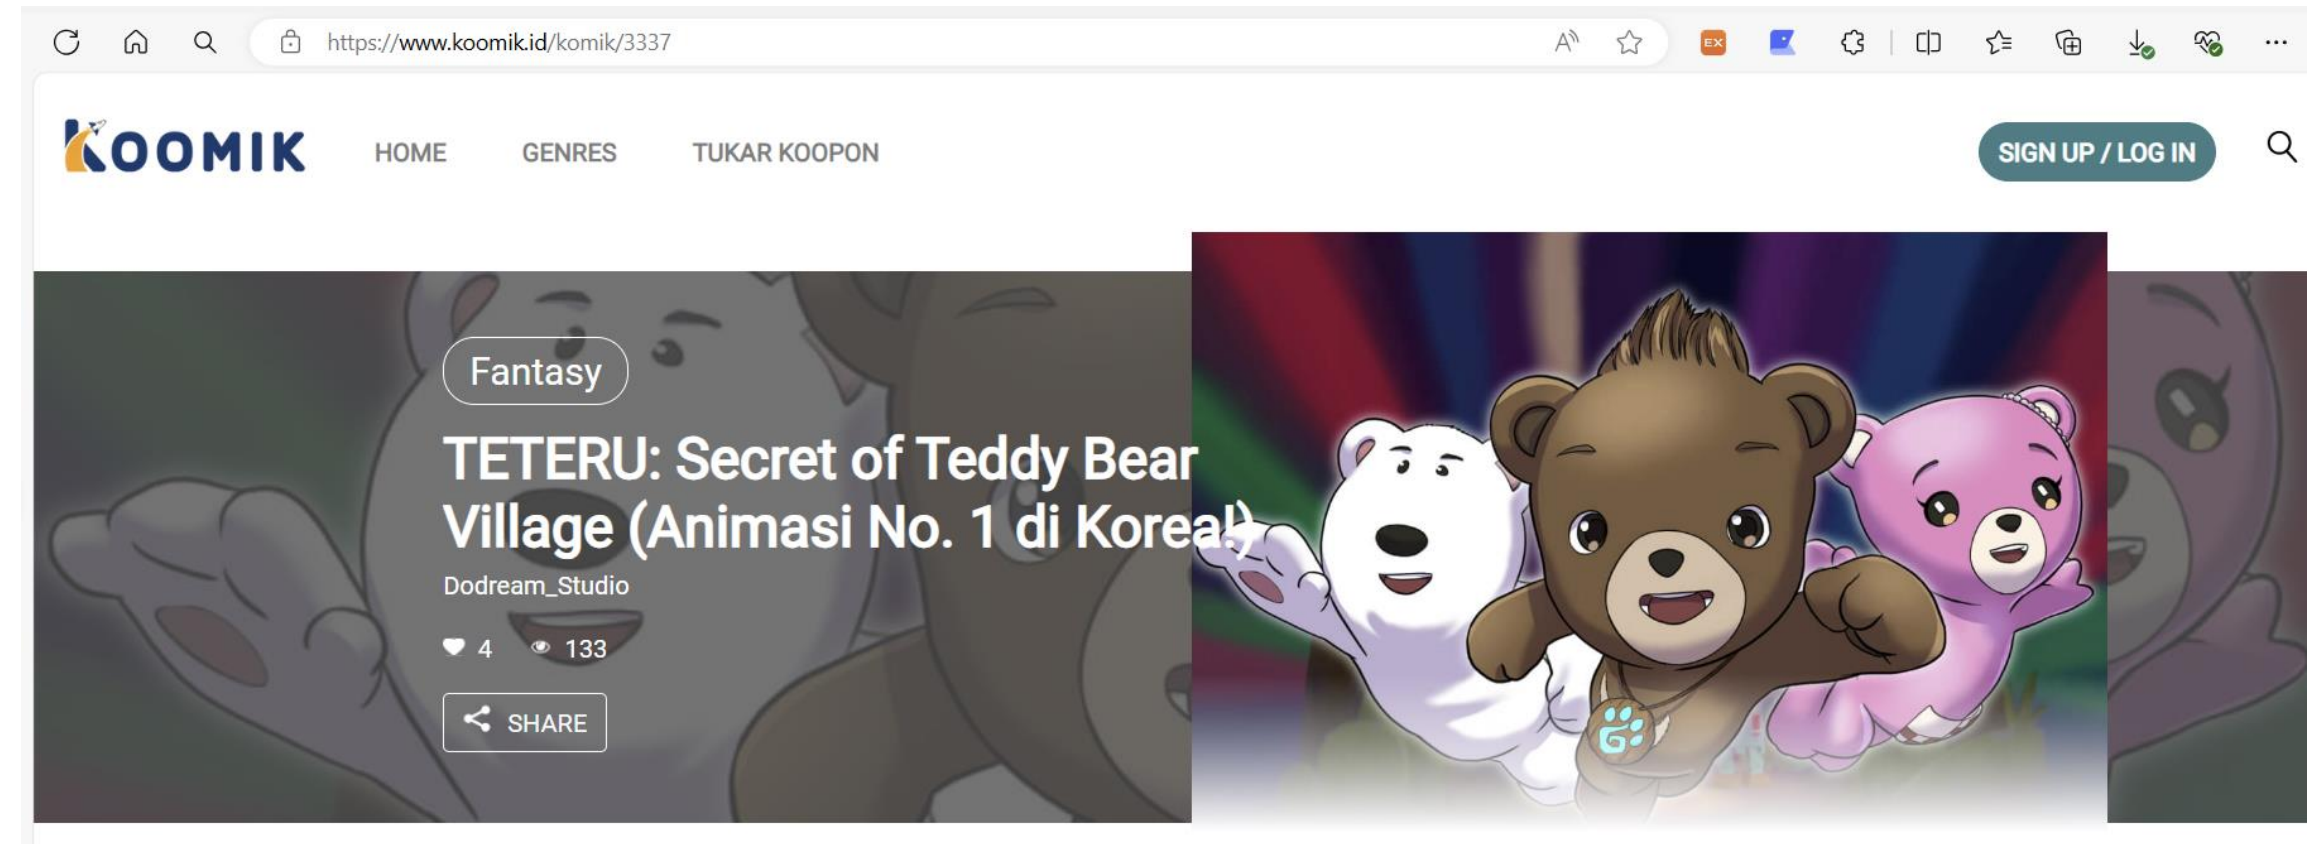 https://www.koomik.id/komik/3337
EX
KOOMIK
HOME
GENRES
TUKAR KOOPON
SIGN UP / LOG IN
Fantasy
TETERU: Secret of Teddy Bear
Village (Animasi No. 1 di Korea!)
Dodream_Studio
4
133
SHARE
G